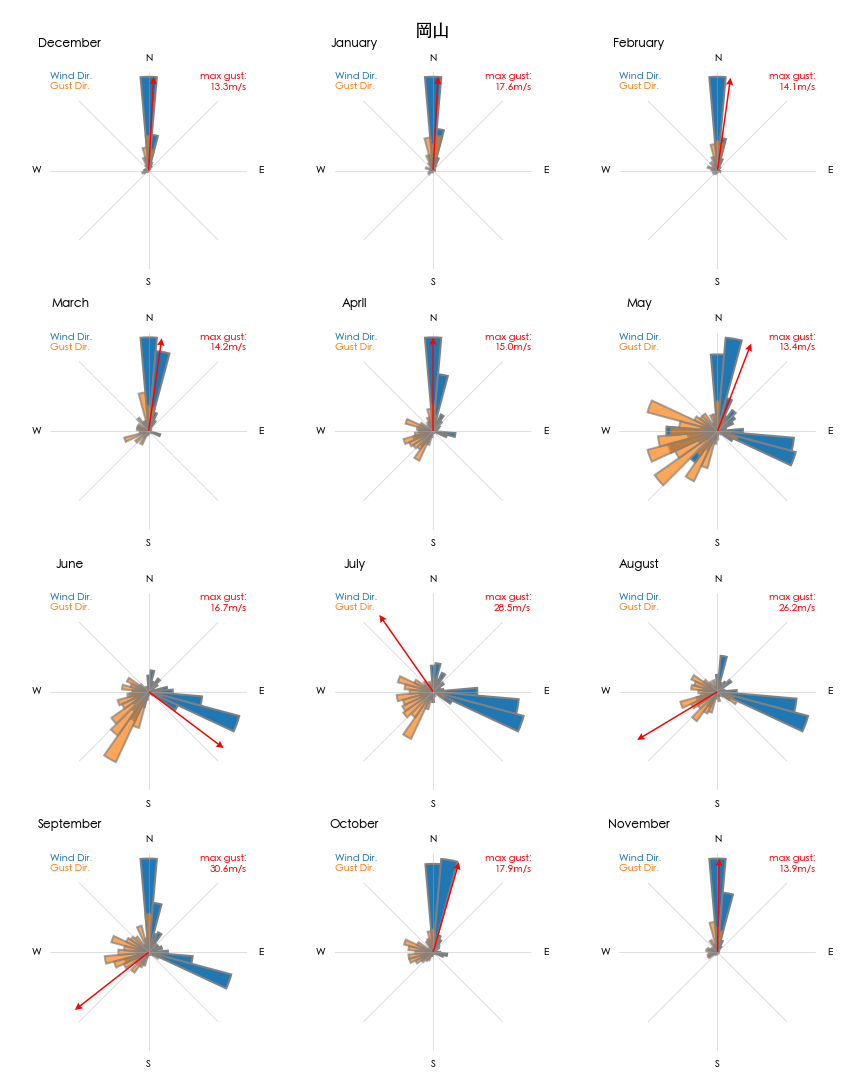 岡山
December
N
Wind Dir.
Gust Dir.
max gust:
13.3m/s
W
E
S
January
N
Wind Dir.
Gust Dir.
max gust:
17.6m/s
W
E
S
February
N
Wind Dir.
Gust Dir.
max gust:
14.1m/s
W
E
S
March
N
Wind Dir.
Gust Dir.
max gust:
14.2m/s
W
E
S
April
N
Wind Dir.
Gust Dir.
max gust:
15.0m/s
W
E
S
May
N
Wind Dir.
Gust Dir.
max gust:
13.4m/s
W
E
S
June
N
Wind Dir.
Gust Dir.
max gust:
16.7m/s
W
E
S
July
N
Wind Dir.
Gust Dir.
max gust:
28.5m/s
W
E
S
August
N
Wind Dir.
Gust Dir.
max gust:
26.2m/s
W
E
S
September
N
Wind Dir.
Gust Dir.
max gust:
30.6m/s
W
E
S
October
N
Wind Dir.
Gust Dir.
max gust:
17.9m/s
W
E
S
November
N
Wind Dir.
Gust Dir.
max gust:
13.9m/s
W
E
S